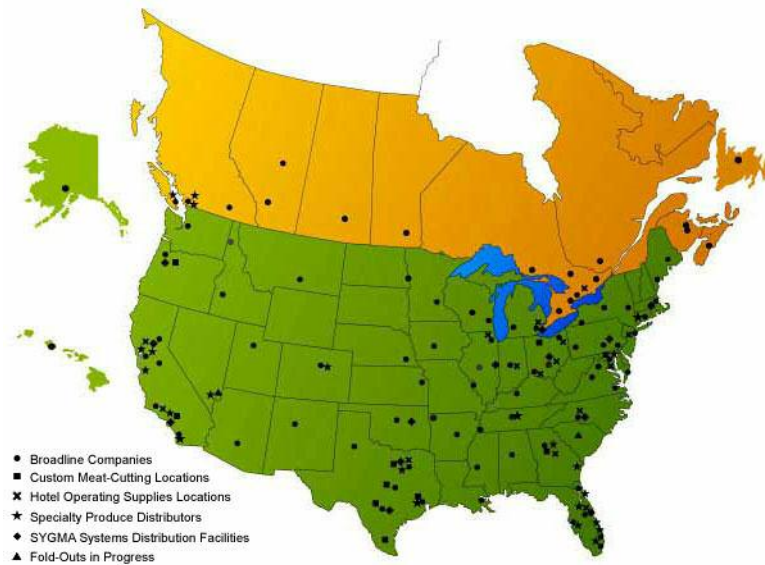 Broadline Companies
Custom Meat-Cutting Locations
Hotel Operating Supplies Locations
Specialty Produce Distributors
SYGMA Systems Distribution Facilities
Fold-Outs in Progress